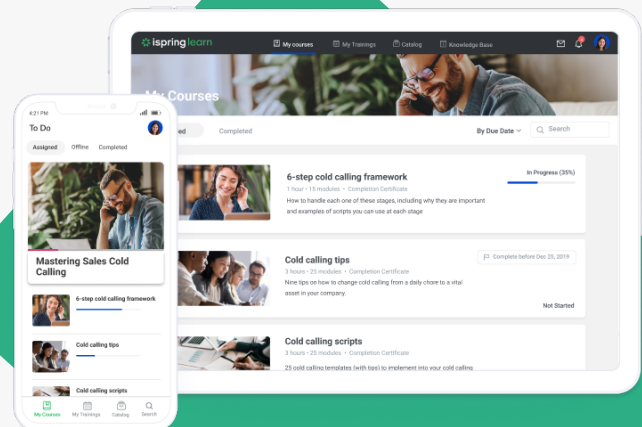 ispring learn
My courses
My Trainings
Catalog
Knowledge Base
My Courses
Completed
By Due Date
Search
6-step cold calling framework
1 hour • 15 modules • Completion Certificate
How to handle each one of these stages, including why they are important
and examples of scripts you can use at each stage
In Progress (35%)
Cold calling tips
3 hours • 25 modules • Completion Certificate
Nine tips on how to change cold calling from a daily chore to a vital
asset in your company.
Complete before Dec 25, 2019
Not Started
Cold calling scripts
3 hours • 25 modules • Completion Certificate
25 cold calling templates (with tips) to implement into your cold calling
To Do
Assigned
Offline
Completed
Mastering Sales Cold
Calling
6-step cold calling framework
Cold calling tips
Cold calling scripts
My Courses
My Trainings
Catalog
Search